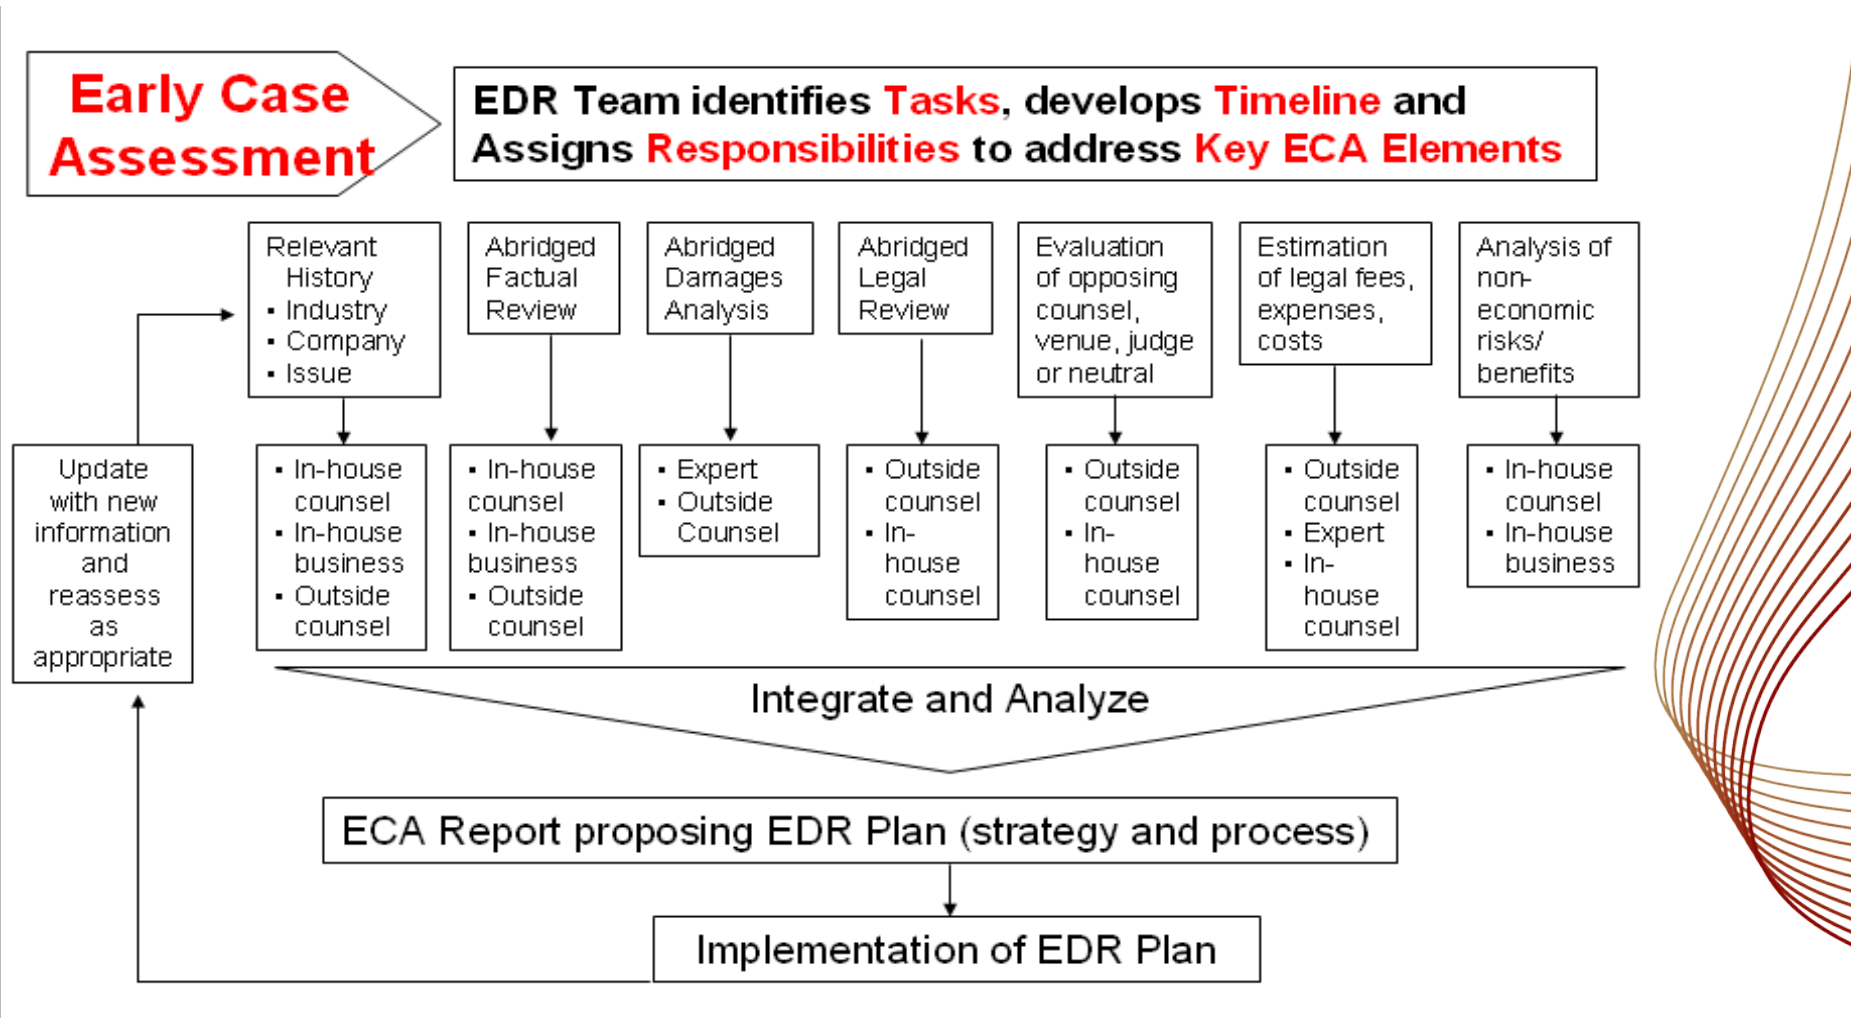 Early Case
Assessment
EDR Team identifies Tasks, develops Timeline and
Assigns Responsibilities to address Key ECA Elements
Relevant
History
▪ Industry
▪ Company
▪ Issue
Abridged
Factual
Review
Abridged
Damages
Analysis
Abridged
Legal
Review
Evaluation
of opposing
counsel,
venue, judge
or neutral
Estimation
of legal fees,
expenses,
costs
Analysis of
non-
economic
risks/
benefits
Update
with new
information
and
reassess
as
appropriate
▪ In-house
counsel
▪ In-house
business
▪ Outside
counsel
▪ In-house
counsel
▪ In-house
business
▪ Outside
counsel
▪ Expert
▪ Outside
Counsel
▪ Outside
counsel
▪ In-
house
counsel
▪ Outside
counsel
▪ In-
house
counsel
▪ Outside
counsel
▪ Expert
▪ In-
house
counsel
▪ In-house
counsel
▪ In-house
business
Integrate and Analyze
ECA Report proposing EDR Plan (strategy and process)
Implementation of EDR Plan